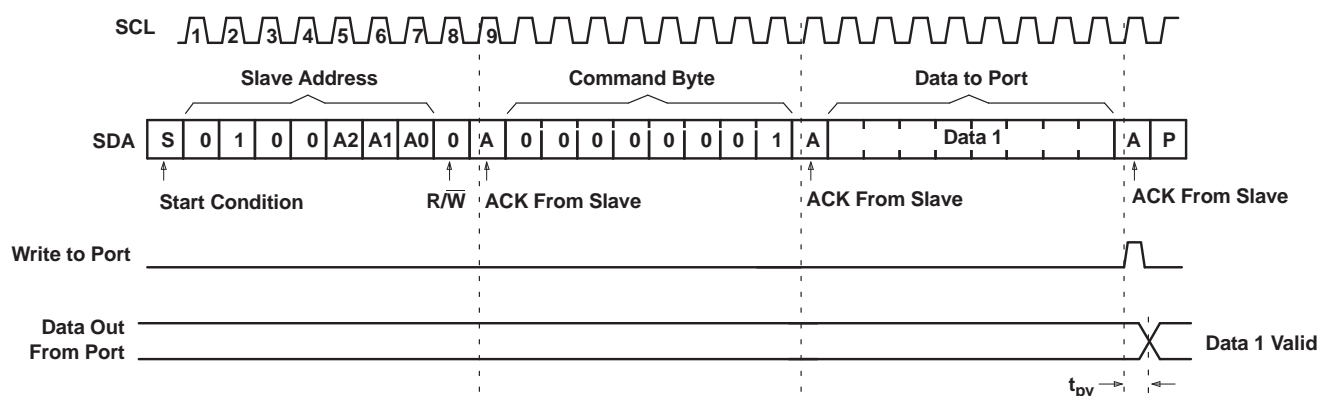 SCL 1 2 3 4 5 6 7 8 9
Slave Address Command Byte Data to Port
SDA S 0 1 0 0 A2 A1 A0 0 A 0 0 0 0 0 0 0 1 A Data 1 A P
Start Condition R/W̅ ACK From Slave ACK From Slave ACK From Slave
Write to Port
Data Out
From Port
Data 1 Valid
tpv